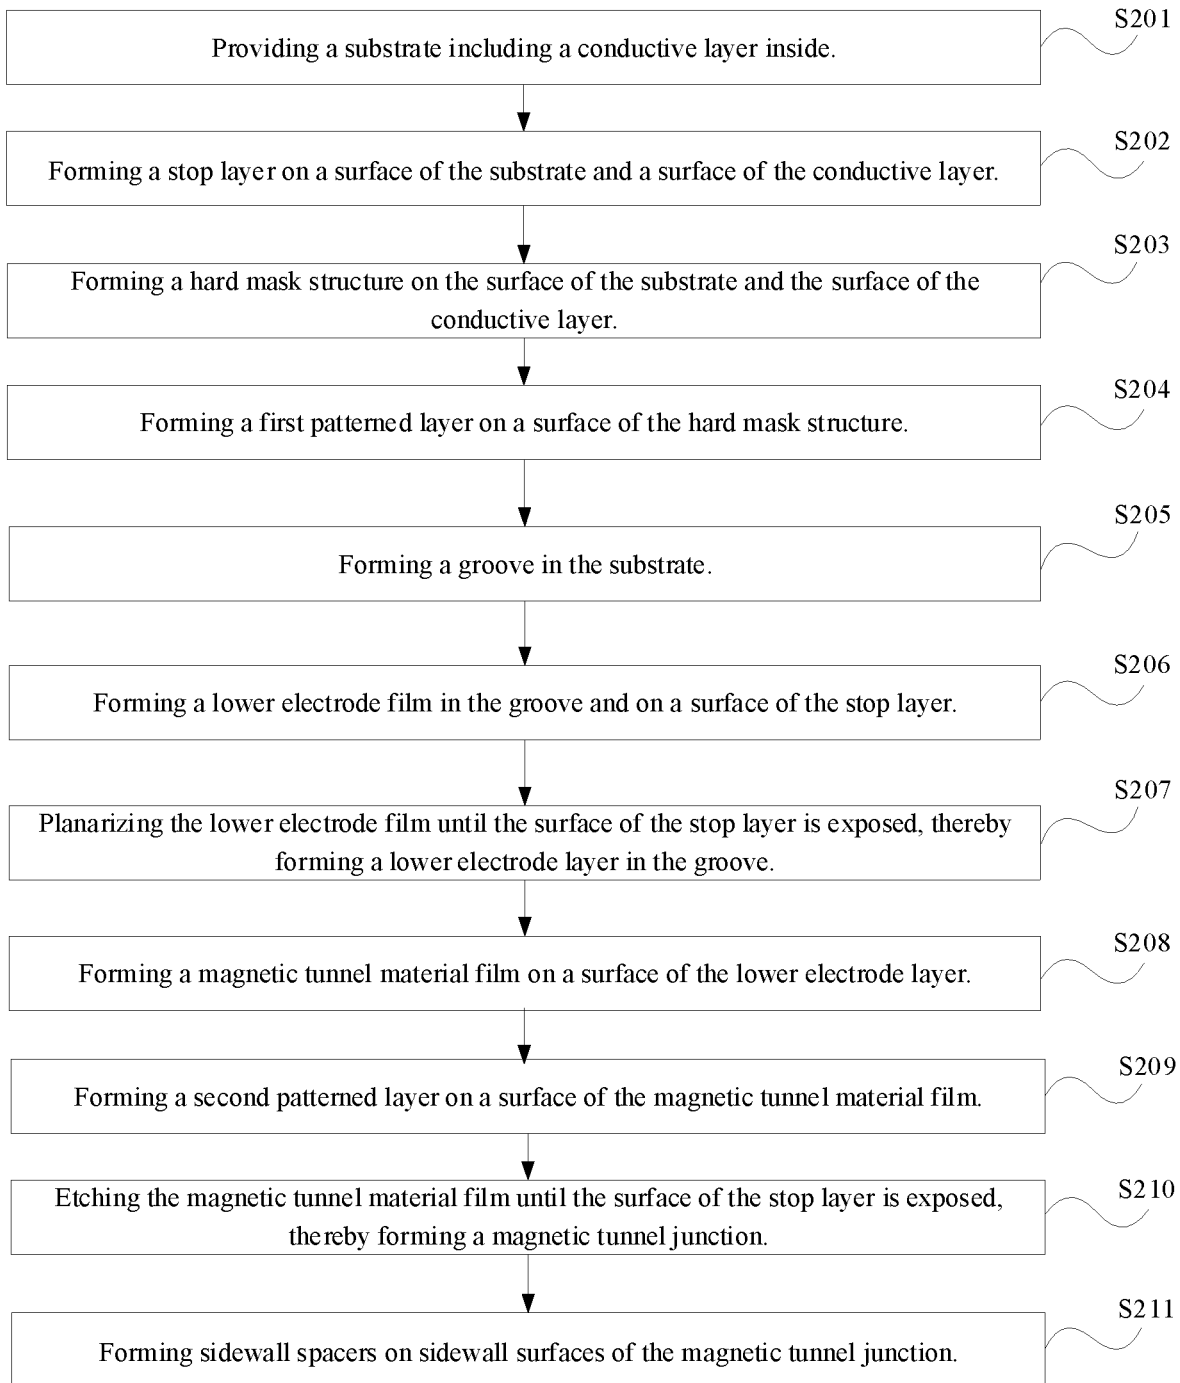 S201
Providing a substrate including a conductive layer inside.
S202
Forming a stop layer on a surface of the substrate and a surface of the conductive layer.
S203
Forming a hard mask structure on the surface of the substrate and the surface of the
conductive layer.
S204
Forming a first patterned layer on a surface of the hard mask structure.
S205
Forming a groove in the substrate.
S206
Forming a lower electrode film in the groove and on a surface of the stop layer.
S207
Planarizing the lower electrode film until the surface of the stop layer is exposed, thereby
forming a lower electrode layer in the groove.
S208
Forming a magnetic tunnel material film on a surface of the lower electrode layer.
S209
Forming a second patterned layer on a surface of the magnetic tunnel material film.
S210
Etching the magnetic tunnel material film until the surface of the stop layer is exposed,
thereby forming a magnetic tunnel junction.
S211
Forming sidewall spacers on sidewall surfaces of the magnetic tunnel junction.